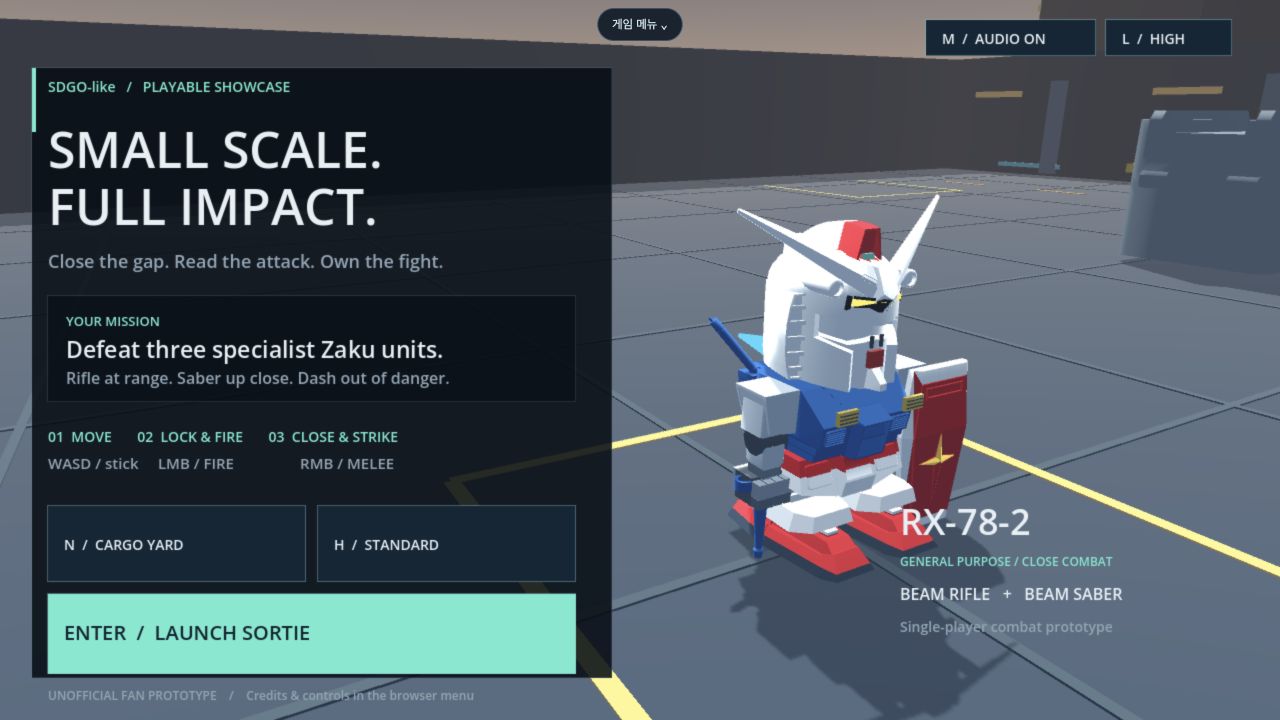 게임 메뉴
M / AUDIO ON
L / HIGH
SDGO-like / PLAYABLE SHOWCASE
SMALL SCALE.
FULL IMPACT.
Close the gap. Read the attack. Own the fight.
YOUR MISSION
Defeat three specialist Zaku units.
Rifle at range. Saber up close. Dash out of danger.
01 MOVE 02 LOCK & FIRE 03 CLOSE & STRIKE
WASD / stick LMB / FIRE RMB / MELEE
N / CARGO YARD
H / STANDARD
ENTER / LAUNCH SORTIE
UNOFFICIAL FAN PROTOTYPE / Credits & controls in the browser menu
RX-78-2
GENERAL PURPOSE / CLOSE COMBAT
BEAM RIFLE + BEAM SABER
Single-player combat prototype